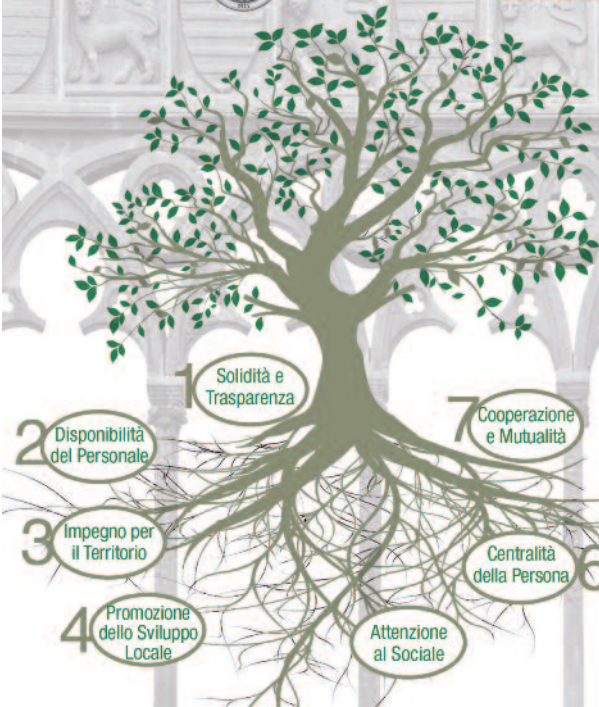 1
Solidità e
Trasparenza
2
Disponibilità
del Personale
3
Impegno per
il Territorio
4
Promozione
dello Sviluppo
Locale
Attenzione
al Sociale
Centralità
della Persona
6
7
Cooperazione
e Mutualità